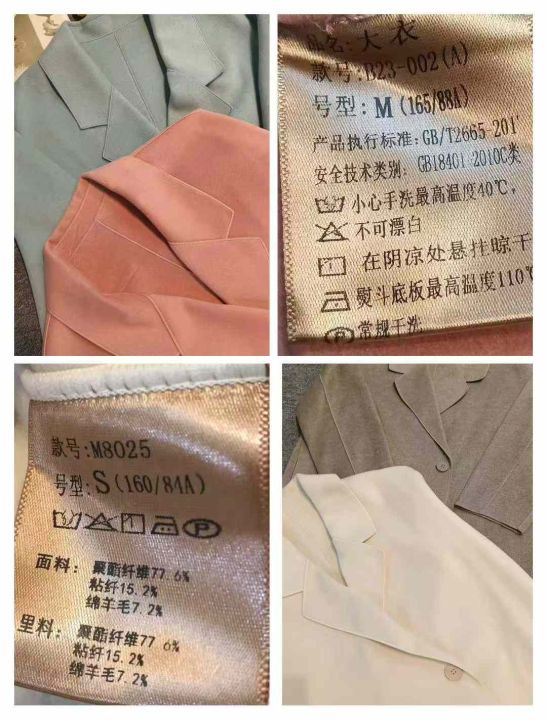 品名:大衣
款号:B23-002(A)
号型:M(165/88A)
产品执行标准:GB/T2665-201
安全技术类别:GB18401 2010C类
小心手洗最高温度40℃,
不可漂白
在阴凉处悬挂晾干
熨斗底板最高温度110℃
常规干洗
款号:M8025
号型:S(160/84A)
P
面料:聚酯纤维77.6%
粘纤15.2%
绵羊毛7.2%
里料:聚酯纤维77 6%
粘纤15.2%
绵羊毛7.2%